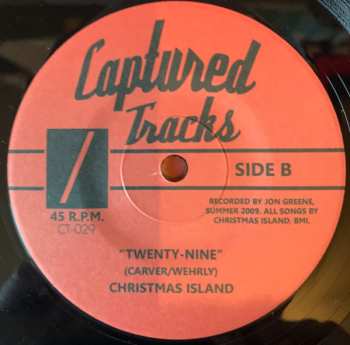 Captured
Tracks
SIDE B
RECORDED BY JON GREENE,
SUMMER 2009. ALL SONGS BY
CHRISTMAS ISLAND, BMI.
45 R.P.M.
CT-029
"TWENTY-NINE"
(CARVER/WEHRLY)
CHRISTMAS ISLAND